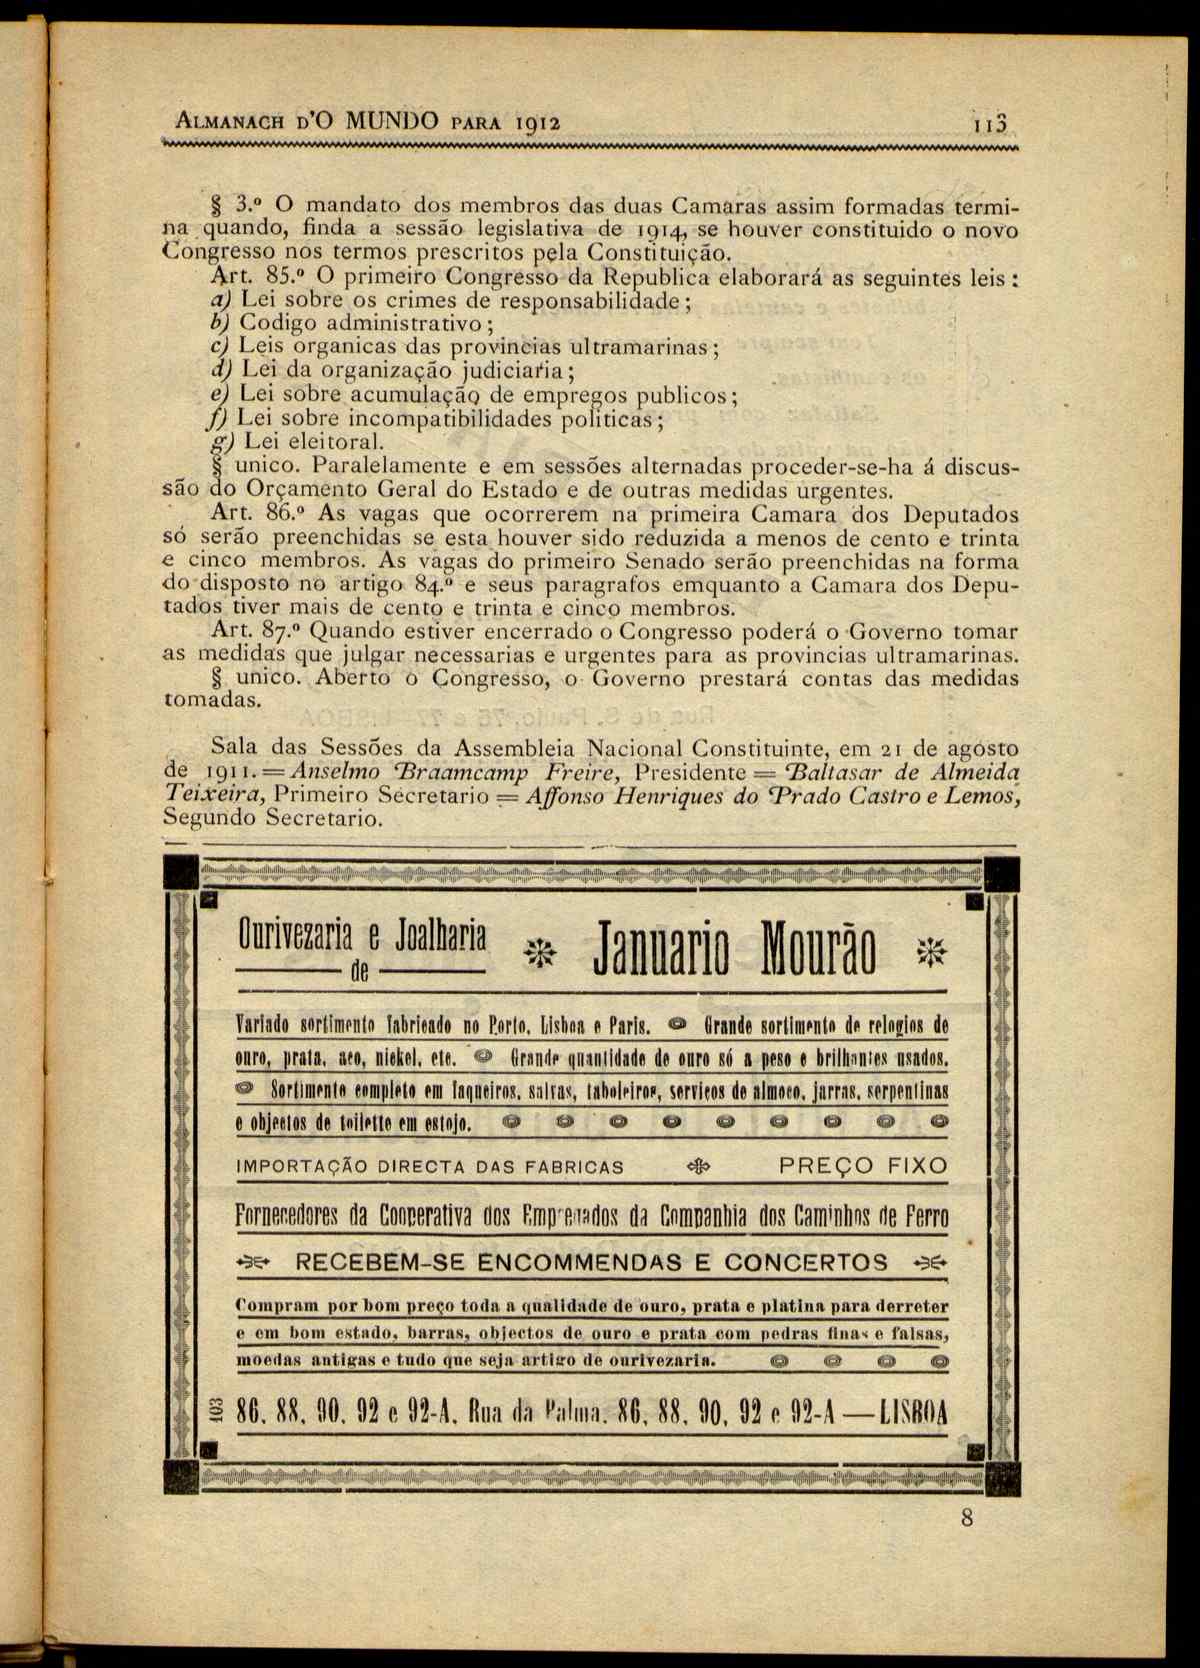 ALMANACH D'O MUNDO PARA 1912 113
§ 3.º O mandato dos membros das duas Camaras assim formadas termi-
na quando, finda a sessão legislativa de 1914, se houver constituido o novo
Congresso nos termos prescritos pela Constituição.
Art. 85.º O primeiro Congresso da Republica elaborará as seguintes leis:
a) Lei sobre os crimes de responsabilidade;
b) Codigo administrativo;
c) Leis organicas das provincias ultramarinas;
d) Lei da organização judiciaria;
e) Lei sobre acumulação de empregos publicos;
f) Lei sobre incompatibilidades politicas;
g) Lei eleitoral.
§ unico. Paralelamente e em sessões alternadas proceder-se-ha á discus-
são do Orçamento Geral do Estado e de outras medidas urgentes.
Art. 86.º As vagas que ocorrerem na primeira Camara dos Deputados
só serão preenchidas se esta houver sido reduzida a menos de cento e trinta
e cinco membros. As vagas do primeiro Senado serão preenchidas na forma
do disposto no artigo 84.º e seus paragrafos emquanto a Camara dos Depu-
tados tiver mais de cento e trinta e cinco membros.
Art. 87.º Quando estiver encerrado o Congresso poderá o Governo tomar
as medidas que julgar necessarias e urgentes para as provincias ultramarinas.
§ unico. Aberto o Congresso, o Governo prestará contas das medidas
tomadas.
Sala das Sessões da Assembleia Nacional Constituinte, em 21 de agosto
de 1911.=Anselmo Braamcamp Freire, Presidente = Baltasar de Almeida
Teixeira, Primeiro Secretario = Affonso Henriques do Prado Castro e Lemos,
Segundo Secretario.
Ourivezaria e Joalharia
de
Januario Mourão
Variado sortimento fabricado no Porto, Lisboa e Paris. Grande sortimento de relogios de
ouro, prata, aço, nickel, etc. Grande quantidade de ouro só a peso e brilhantes usados.
Sortimento completo em faqueiros, salvas, taboleiros, serviços de almoço, jarras, serpentinas
e objectos de toilette em estojo.
IMPORTAÇÃO DIRECTA DAS FABRICAS PREÇO FIXO
Fornecedores da Cooperativa dos Empregados da Companhia dos Caminhos de Ferro
RECEBEM-SE ENCOMMENDAS E CONCERTOS
Compram por bom preço toda a qualidade de ouro, prata e platina para derreter
e em bom estado, barras, objectos de ouro e prata com pedras finas e falsas,
moedas antigas e tudo que seja artigo de ourivezaria.
103
86, 88, 90, 92 e 92-A, Rua da Palma, 86, 88, 90, 92 e 92-A — LISBOA
8